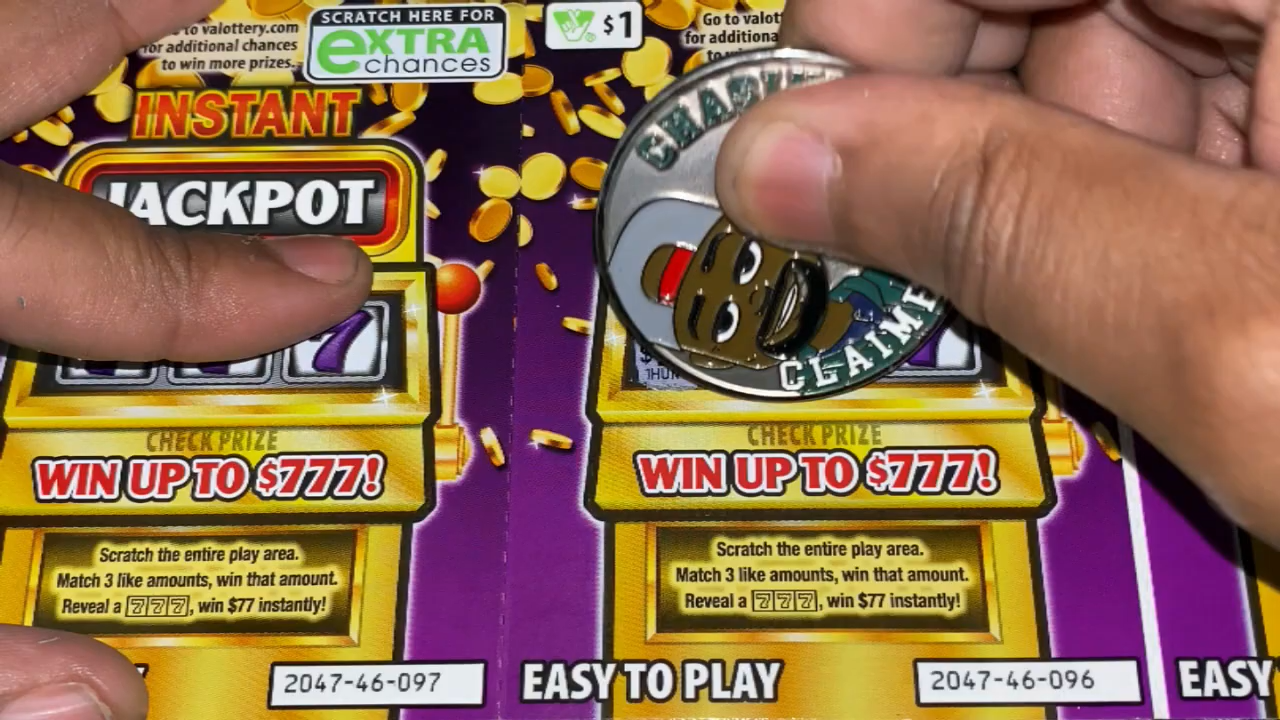 to valottery.com
for additional chances
to win more prizes.
SCRATCH HERE FOR
eXTRA
chances
$1
Go to valot
for additional
INSTANT
JACKPOT
7
CHECK PRIZE
WIN UP TO $777!
Scratch the entire play area.
Match 3 like amounts, win that amount.
Reveal a 777, win $77 instantly!
2047-46-097
CLAIME
CHECK PRIZE
WIN UP TO $777!
Scratch the entire play area.
Match 3 like amounts, win that amount.
Reveal a 777, win $77 instantly!
EASY TO PLAY
2047-46-096
EASY